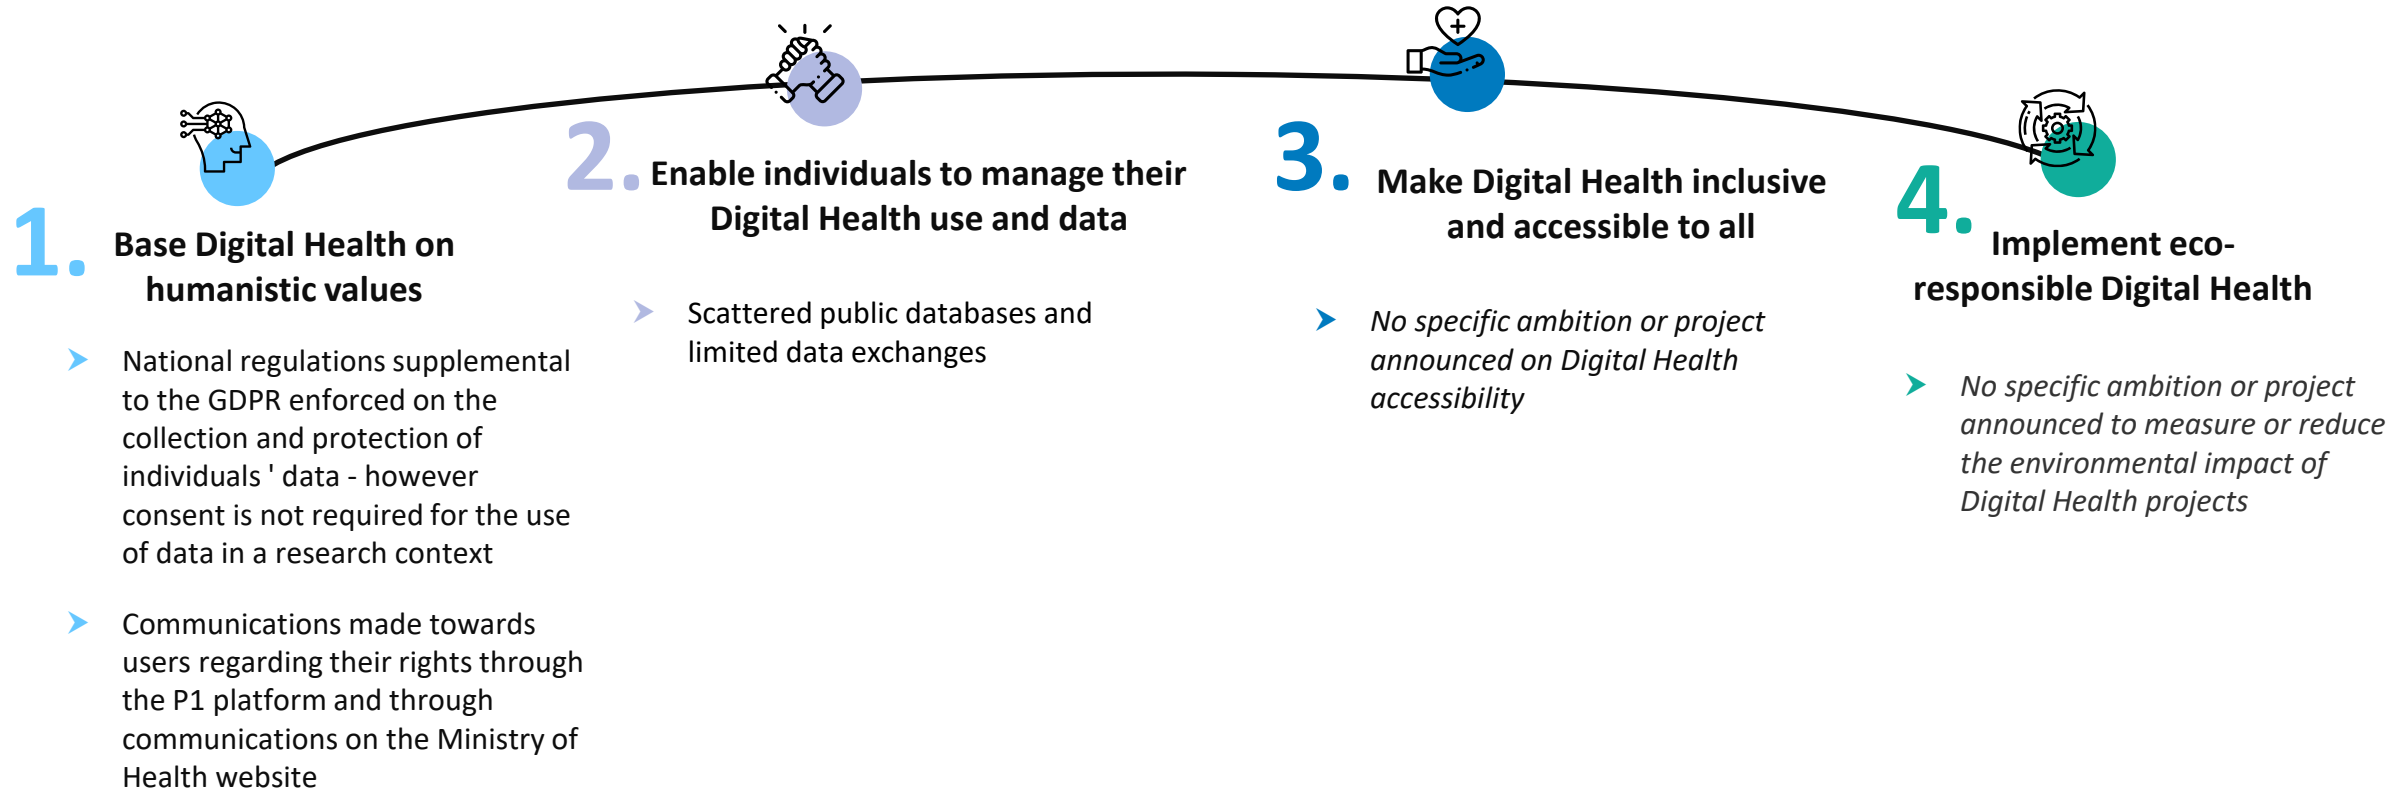 1.
Base Digital Health on
humanistic values
National regulations supplemental
to the GDPR enforced on the
collection and protection of
individuals ' data - however
consent is not required for the use
of data in a research context
Communications made towards
users regarding their rights through
the P1 platform and through
communications on the Ministry of
Health website
2.
Enable individuals to manage their
Digital Health use and data
Scattered public databases and
limited data exchanges
3.
Make Digital Health inclusive
and accessible to all
No specific ambition or project
announced on Digital Health
accessibility
4.
Implement eco-
responsible Digital Health
No specific ambition or project
announced to measure or reduce
the environmental impact of
Digital Health projects